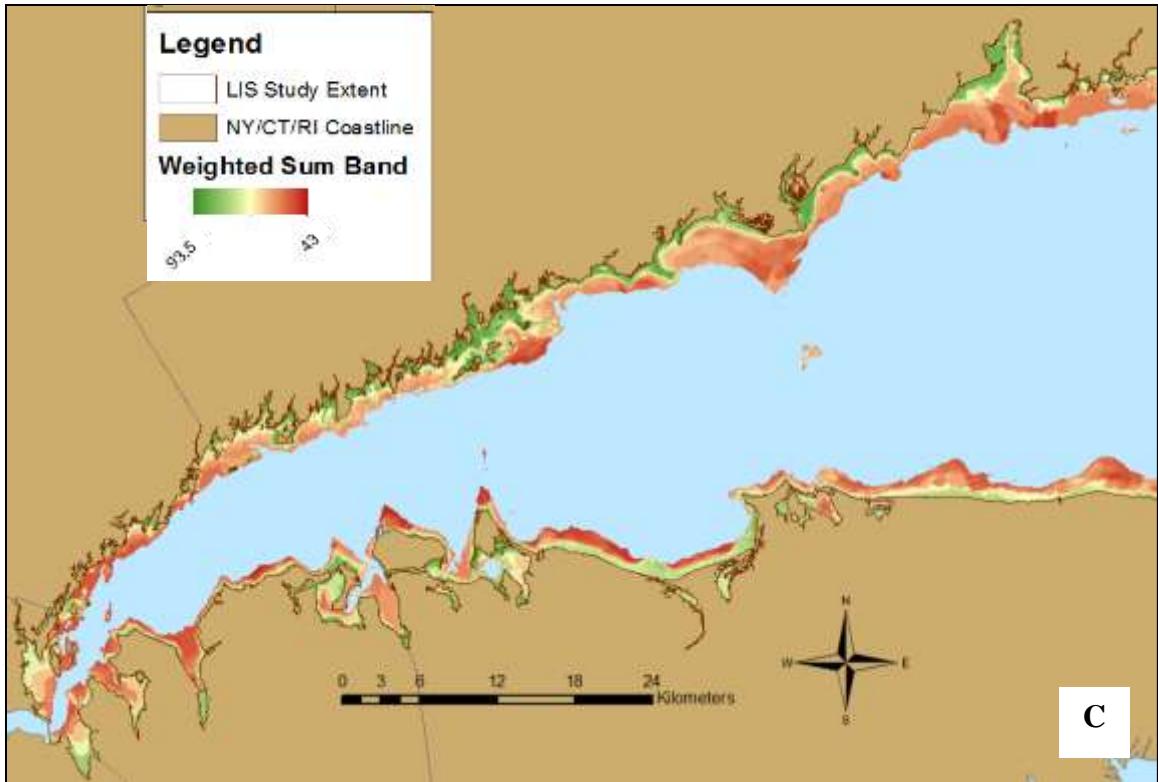 Legend
LIS Study Extent
NY/CT/RI Coastline
Weighted Sum Band
93.5
43
N
W
E
S
0 3 6 12 18 24
Kilometers
C